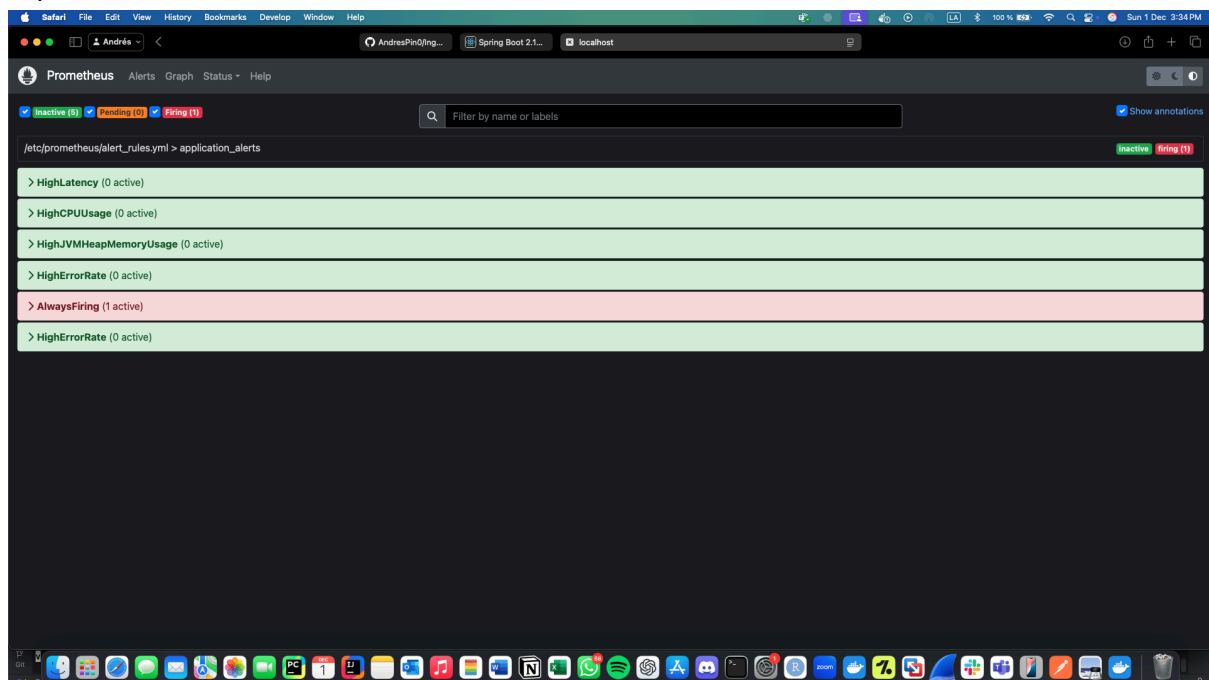 Safari File Edit View History Bookmarks Develop Window Help LA 100 % Sun 1 Dec 3:34 PM
Andrés AndresPin0/Ing... Spring Boot 2.1... localhost
Prometheus Alerts Graph Status Help
Inactive (5) Pending (0) Firing (1) Filter by name or labels Show annotations
/etc/prometheus/alert_rules.yml > application_alerts inactive firing (1)
HighLatency (0 active)
HighCPUUsage (0 active)
HighJVMHeapMemoryUsage (0 active)
HighErrorRate (0 active)
AlwaysFiring (1 active)
HighErrorRate (0 active)